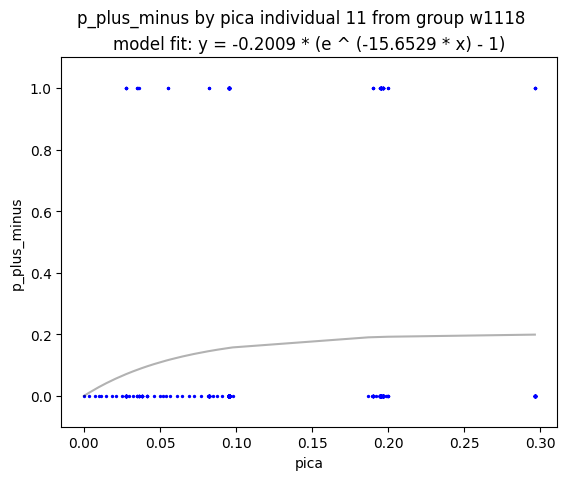 p_plus_minus by pica individual 11 from group w1118
model fit: y = -0.2009 * (e ^ (-15.6529 * x) - 1)
1.0
0.8
0.6
0.4
0.2
0.0
p_plus_minus
0.00 0.05 0.10 0.15 0.20 0.25 0.30
pica